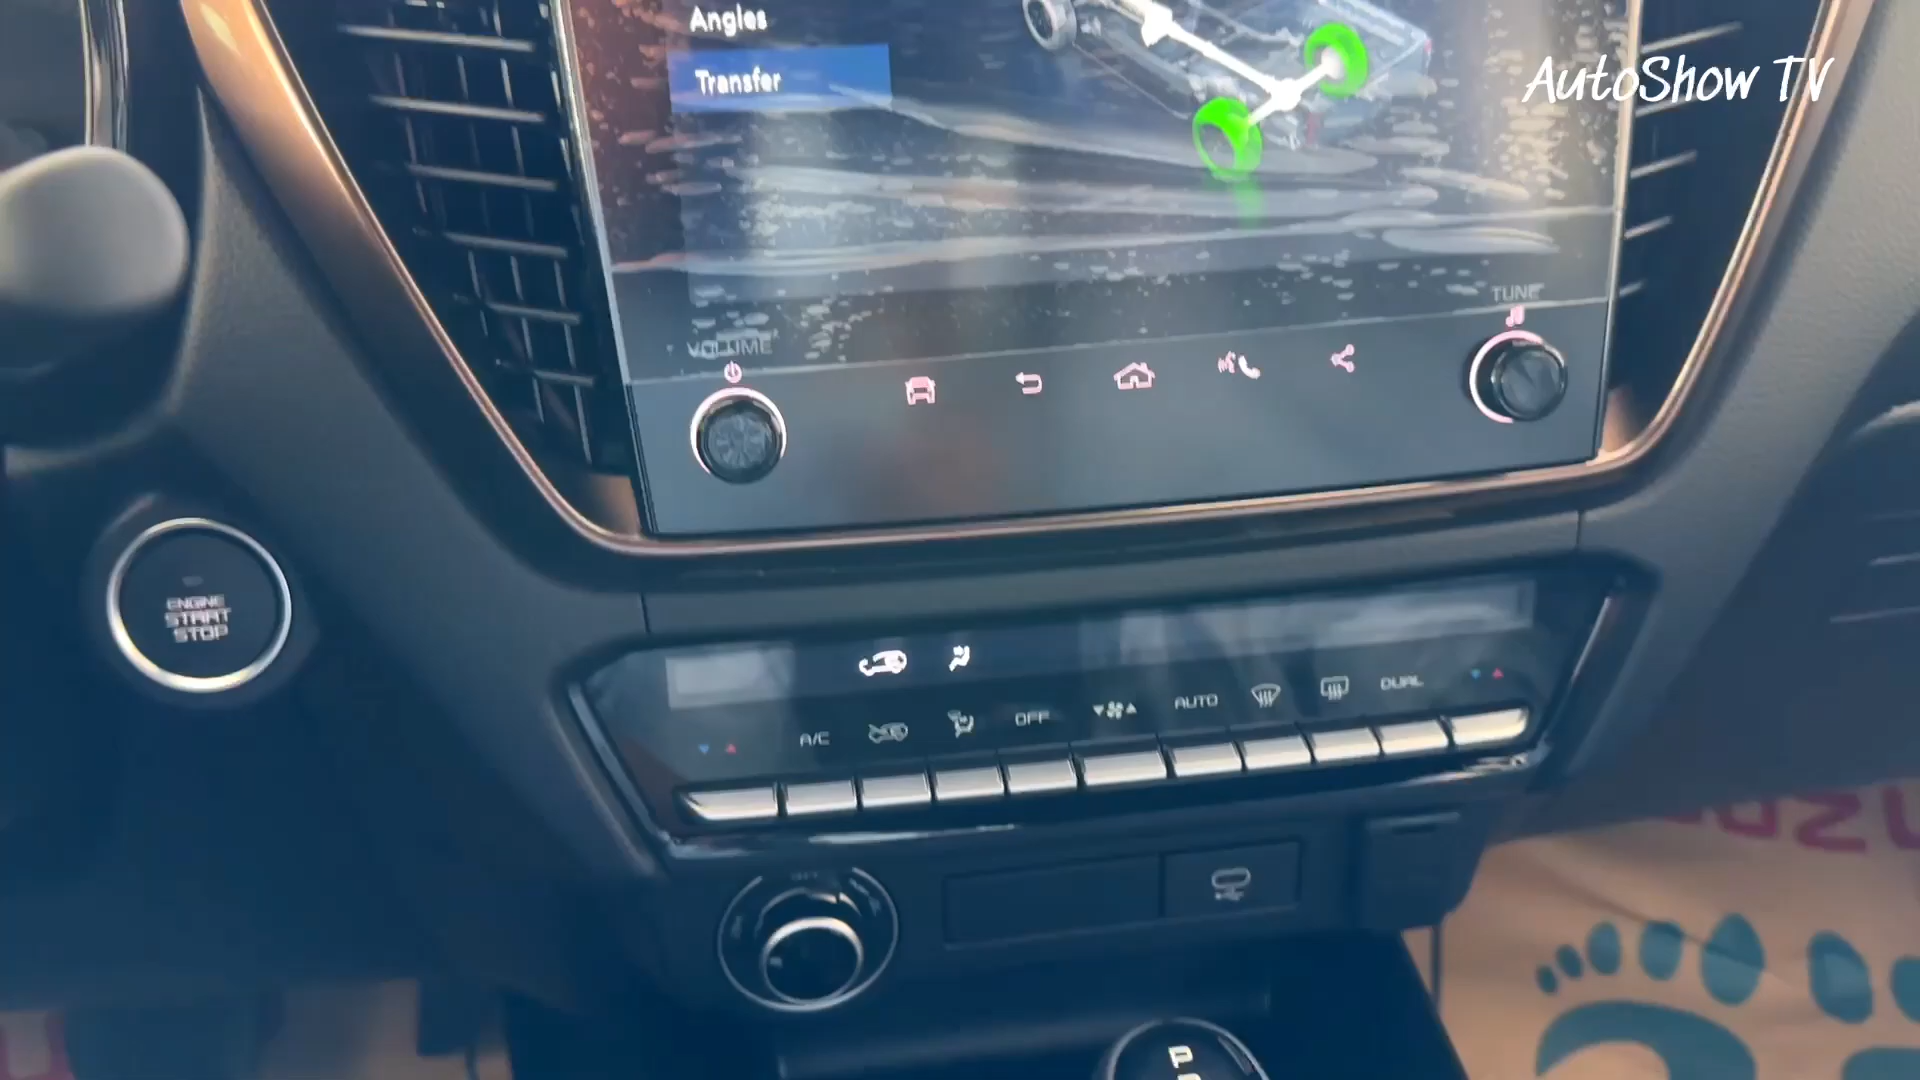 Angles
Transfer
AutoShow TV
TUNE
VOLUME
ENGINE
START
STOP
A/C
OFF
AUTO
DUAL
P